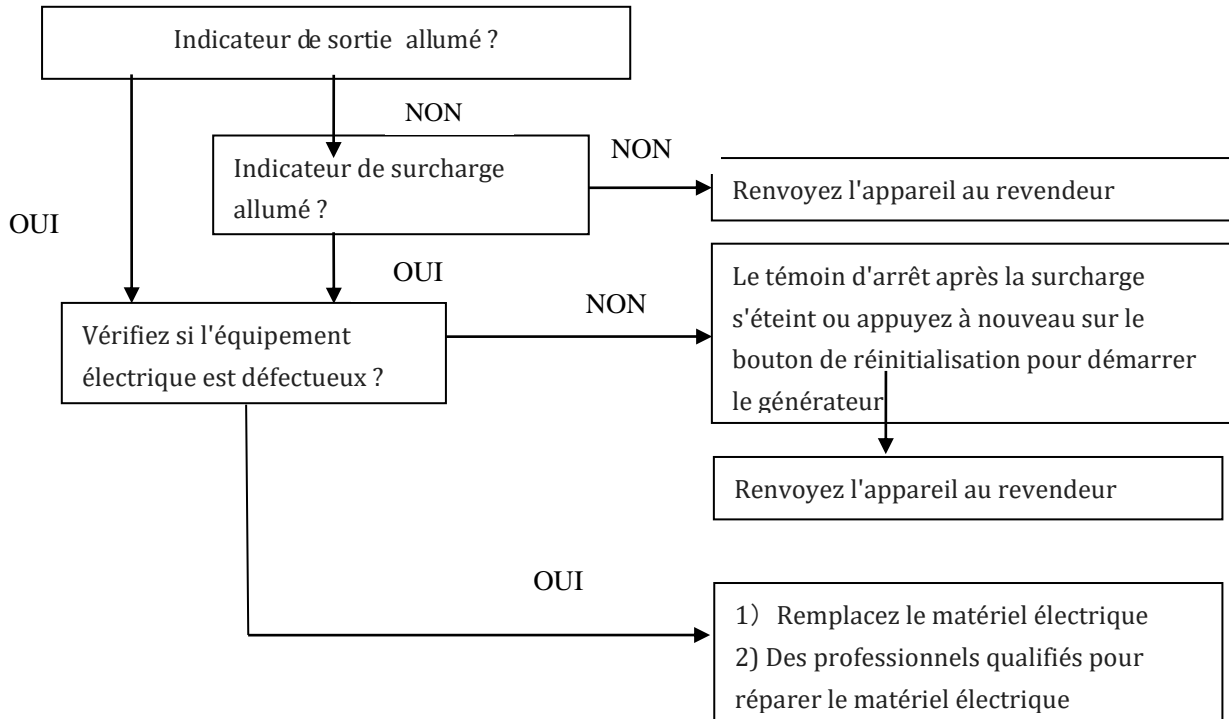 Indicateur de sortie allumé ?
NON
Indicateur de surcharge
allumé ?
NON
Renvoyez l'appareil au revendeur
OUI
OUI
Vérifiez si l'équipement
électrique est défectueux ?
NON
Le témoin d'arrêt après la surcharge
s'éteint ou appuyez à nouveau sur le
bouton de réinitialisation pour démarrer
le générateur
Renvoyez l'appareil au revendeur
OUI
1） Remplacez le matériel électrique
2) Des professionnels qualifiés pour
réparer le matériel électrique